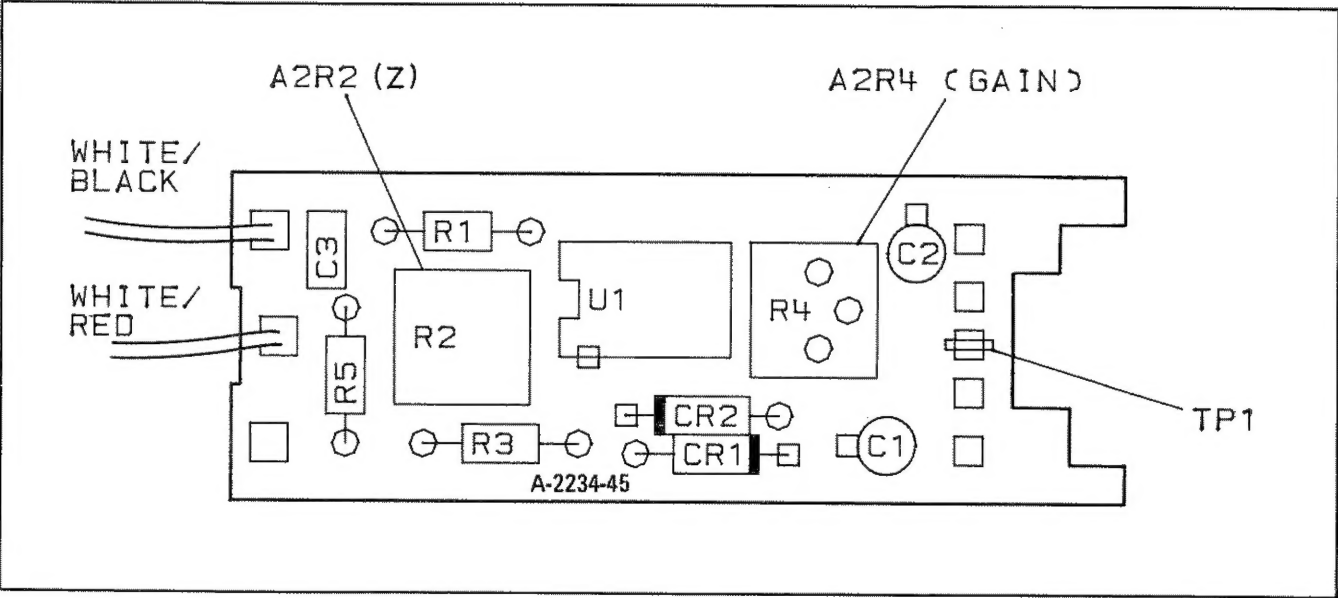 A2R2 (Z)
A2R4 (GAIN)
WHITE/
BLACK
WHITE/
RED
C3
R1
R2
R5
R3
U1
R4
C2
CR2
CR1
C1
TP1
A-2234-45